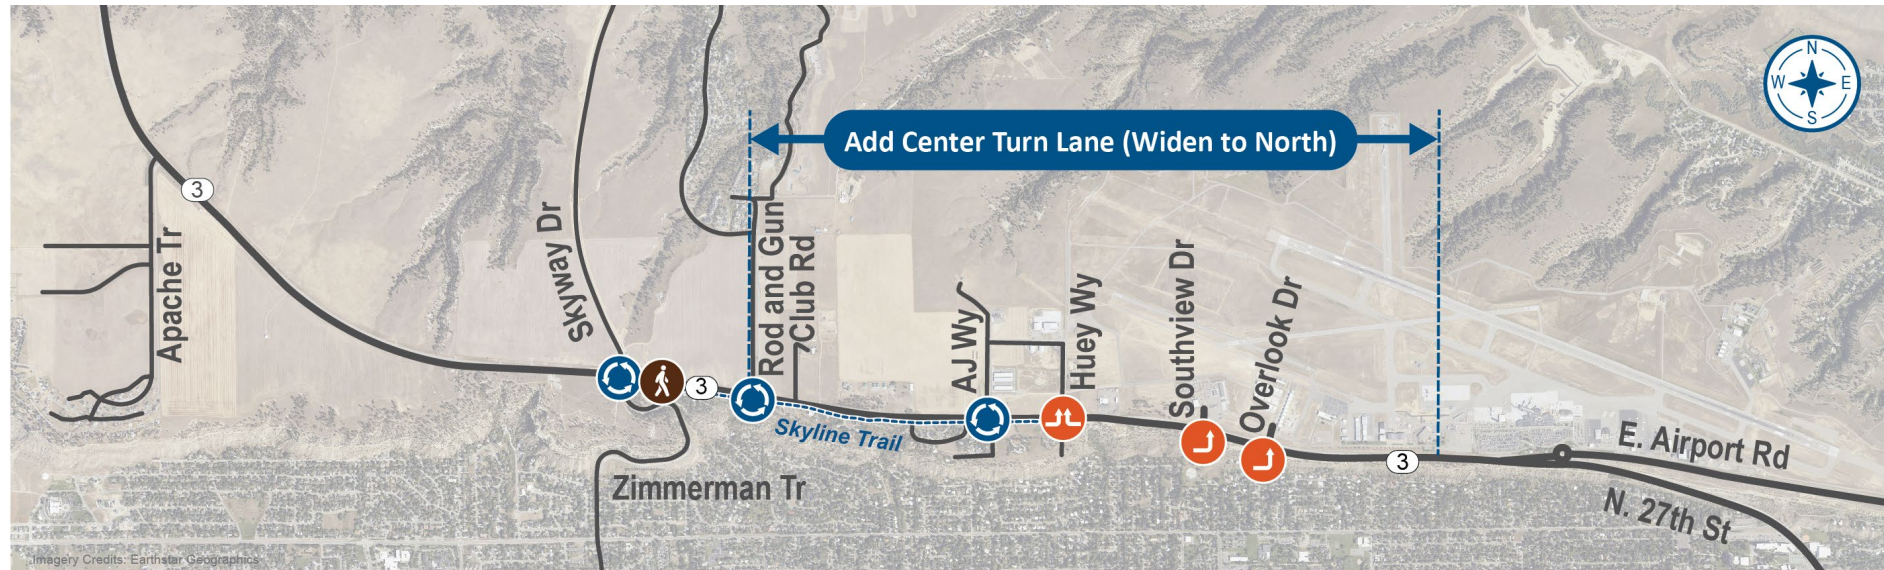 N
W
E
S
Add Center Turn Lane (Widen to North)
3
Apache Tr
Skyway Dr
Rod and Gun
Club Rd
AJ Wy
Huey Wy
Southview Dr
Overlook Dr
3
Skyline Trail
3
E. Airport Rd
N. 27th St
Zimmerman Tr
Imagery Credits: Earthstar Geographics